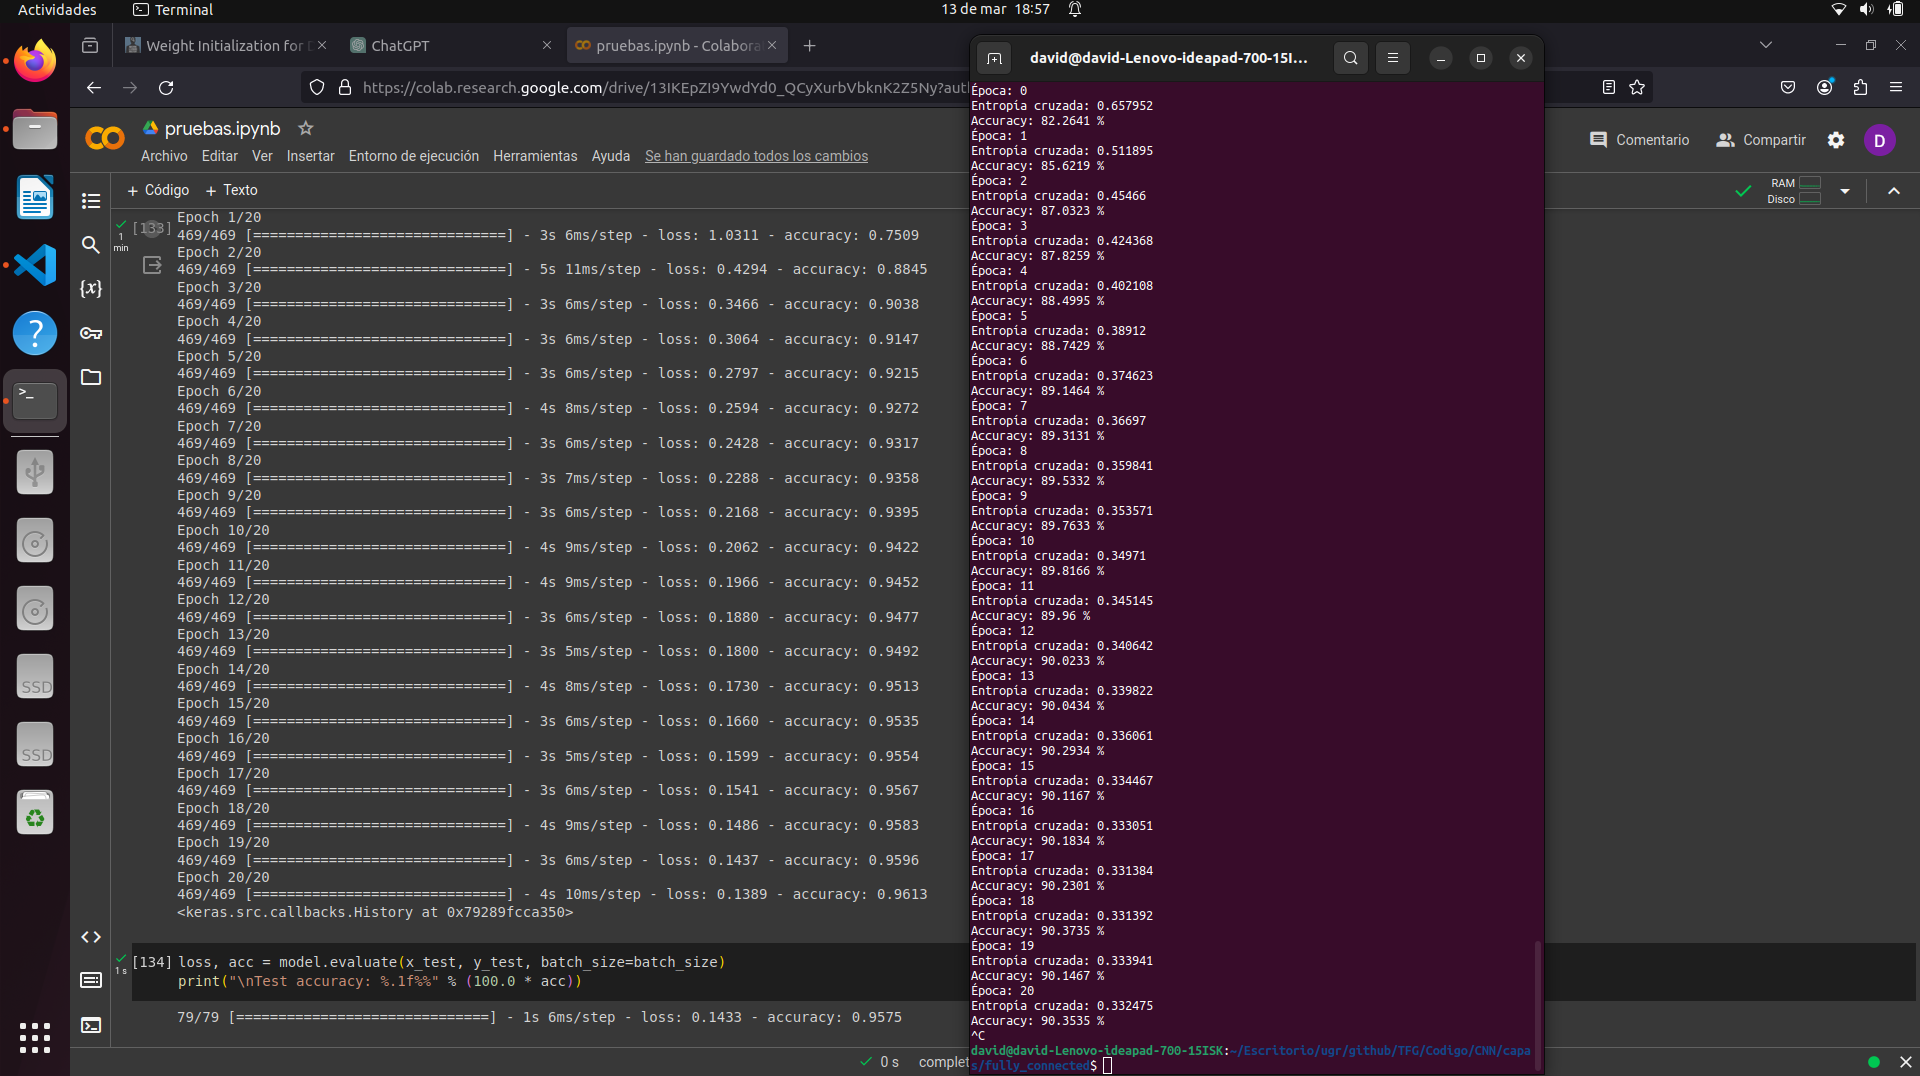 Actividades
Terminal
13 de mar 18:57
Weight Initialization for D
ChatGPT
pruebas.ipynb - Colabora
https://colab.research.google.com/drive/13IKEpZI9YwdYd0_QCyXurbVbknK2Z5Ny?aut
pruebas.ipynb
Archivo Editar Ver Insertar Entorno de ejecución Herramientas Ayuda Se han guardado todos los cambios
Comentario
Compartir
D
+ Código + Texto
RAM
Disco
1
min
[133]
Epoch 1/20
469/469 [==============================] - 3s 6ms/step - loss: 1.0311 - accuracy: 0.7509
Epoch 2/20
469/469 [==============================] - 5s 11ms/step - loss: 0.4294 - accuracy: 0.8845
Epoch 3/20
469/469 [==============================] - 3s 6ms/step - loss: 0.3466 - accuracy: 0.9038
Epoch 4/20
469/469 [==============================] - 3s 6ms/step - loss: 0.3064 - accuracy: 0.9147
Epoch 5/20
469/469 [==============================] - 3s 6ms/step - loss: 0.2797 - accuracy: 0.9215
Epoch 6/20
469/469 [==============================] - 4s 8ms/step - loss: 0.2594 - accuracy: 0.9272
Epoch 7/20
469/469 [==============================] - 3s 6ms/step - loss: 0.2428 - accuracy: 0.9317
Epoch 8/20
469/469 [==============================] - 3s 7ms/step - loss: 0.2288 - accuracy: 0.9358
Epoch 9/20
469/469 [==============================] - 3s 6ms/step - loss: 0.2168 - accuracy: 0.9395
Epoch 10/20
469/469 [==============================] - 4s 9ms/step - loss: 0.2062 - accuracy: 0.9422
Epoch 11/20
469/469 [==============================] - 4s 9ms/step - loss: 0.1966 - accuracy: 0.9452
Epoch 12/20
469/469 [==============================] - 3s 6ms/step - loss: 0.1880 - accuracy: 0.9477
Epoch 13/20
469/469 [==============================] - 3s 5ms/step - loss: 0.1800 - accuracy: 0.9492
Epoch 14/20
469/469 [==============================] - 4s 8ms/step - loss: 0.1730 - accuracy: 0.9513
Epoch 15/20
469/469 [==============================] - 3s 6ms/step - loss: 0.1660 - accuracy: 0.9535
Epoch 16/20
469/469 [==============================] - 3s 5ms/step - loss: 0.1599 - accuracy: 0.9554
Epoch 17/20
469/469 [==============================] - 3s 6ms/step - loss: 0.1541 - accuracy: 0.9567
Epoch 18/20
469/469 [==============================] - 4s 9ms/step - loss: 0.1486 - accuracy: 0.9583
Epoch 19/20
469/469 [==============================] - 3s 6ms/step - loss: 0.1437 - accuracy: 0.9596
Epoch 20/20
469/469 [==============================] - 4s 10ms/step - loss: 0.1389 - accuracy: 0.9613
<keras.src.callbacks.History at 0x79289fcca350>
1 s
[134] loss, acc = model.evaluate(x_test, y_test, batch_size=batch_size)
print("\nTest accuracy: %.1f%%" % (100.0 * acc))
79/79 [==============================] - 1s 6ms/step - loss: 0.1433 - accuracy: 0.9575
0 s complet
SSD
SSD
david@david-Lenovo-ideapad-700-15I...
Época: 0
Entropía cruzada: 0.657952
Accuracy: 82.2641 %
Época: 1
Entropía cruzada: 0.511895
Accuracy: 85.6219 %
Época: 2
Entropía cruzada: 0.45466
Accuracy: 87.0323 %
Época: 3
Entropía cruzada: 0.424368
Accuracy: 87.8259 %
Época: 4
Entropía cruzada: 0.402108
Accuracy: 88.4995 %
Época: 5
Entropía cruzada: 0.38912
Accuracy: 88.7429 %
Época: 6
Entropía cruzada: 0.374623
Accuracy: 89.1464 %
Época: 7
Entropía cruzada: 0.36697
Accuracy: 89.3131 %
Época: 8
Entropía cruzada: 0.359841
Accuracy: 89.5332 %
Época: 9
Entropía cruzada: 0.353571
Accuracy: 89.7633 %
Época: 10
Entropía cruzada: 0.34971
Accuracy: 89.8166 %
Época: 11
Entropía cruzada: 0.345145
Accuracy: 89.96 %
Época: 12
Entropía cruzada: 0.340642
Accuracy: 90.0233 %
Época: 13
Entropía cruzada: 0.339822
Accuracy: 90.0434 %
Época: 14
Entropía cruzada: 0.336061
Accuracy: 90.2934 %
Época: 15
Entropía cruzada: 0.334467
Accuracy: 90.1167 %
Época: 16
Entropía cruzada: 0.333051
Accuracy: 90.1834 %
Época: 17
Entropía cruzada: 0.331384
Accuracy: 90.2301 %
Época: 18
Entropía cruzada: 0.331392
Accuracy: 90.3735 %
Época: 19
Entropía cruzada: 0.333941
Accuracy: 90.1467 %
Época: 20
Entropía cruzada: 0.332475
Accuracy: 90.3535 %
^C
david@david-Lenovo-ideapad-700-15ISK:~/Escritorio/ugr/github/TFG/Codigo/CNN/capa
s/fully_connected$